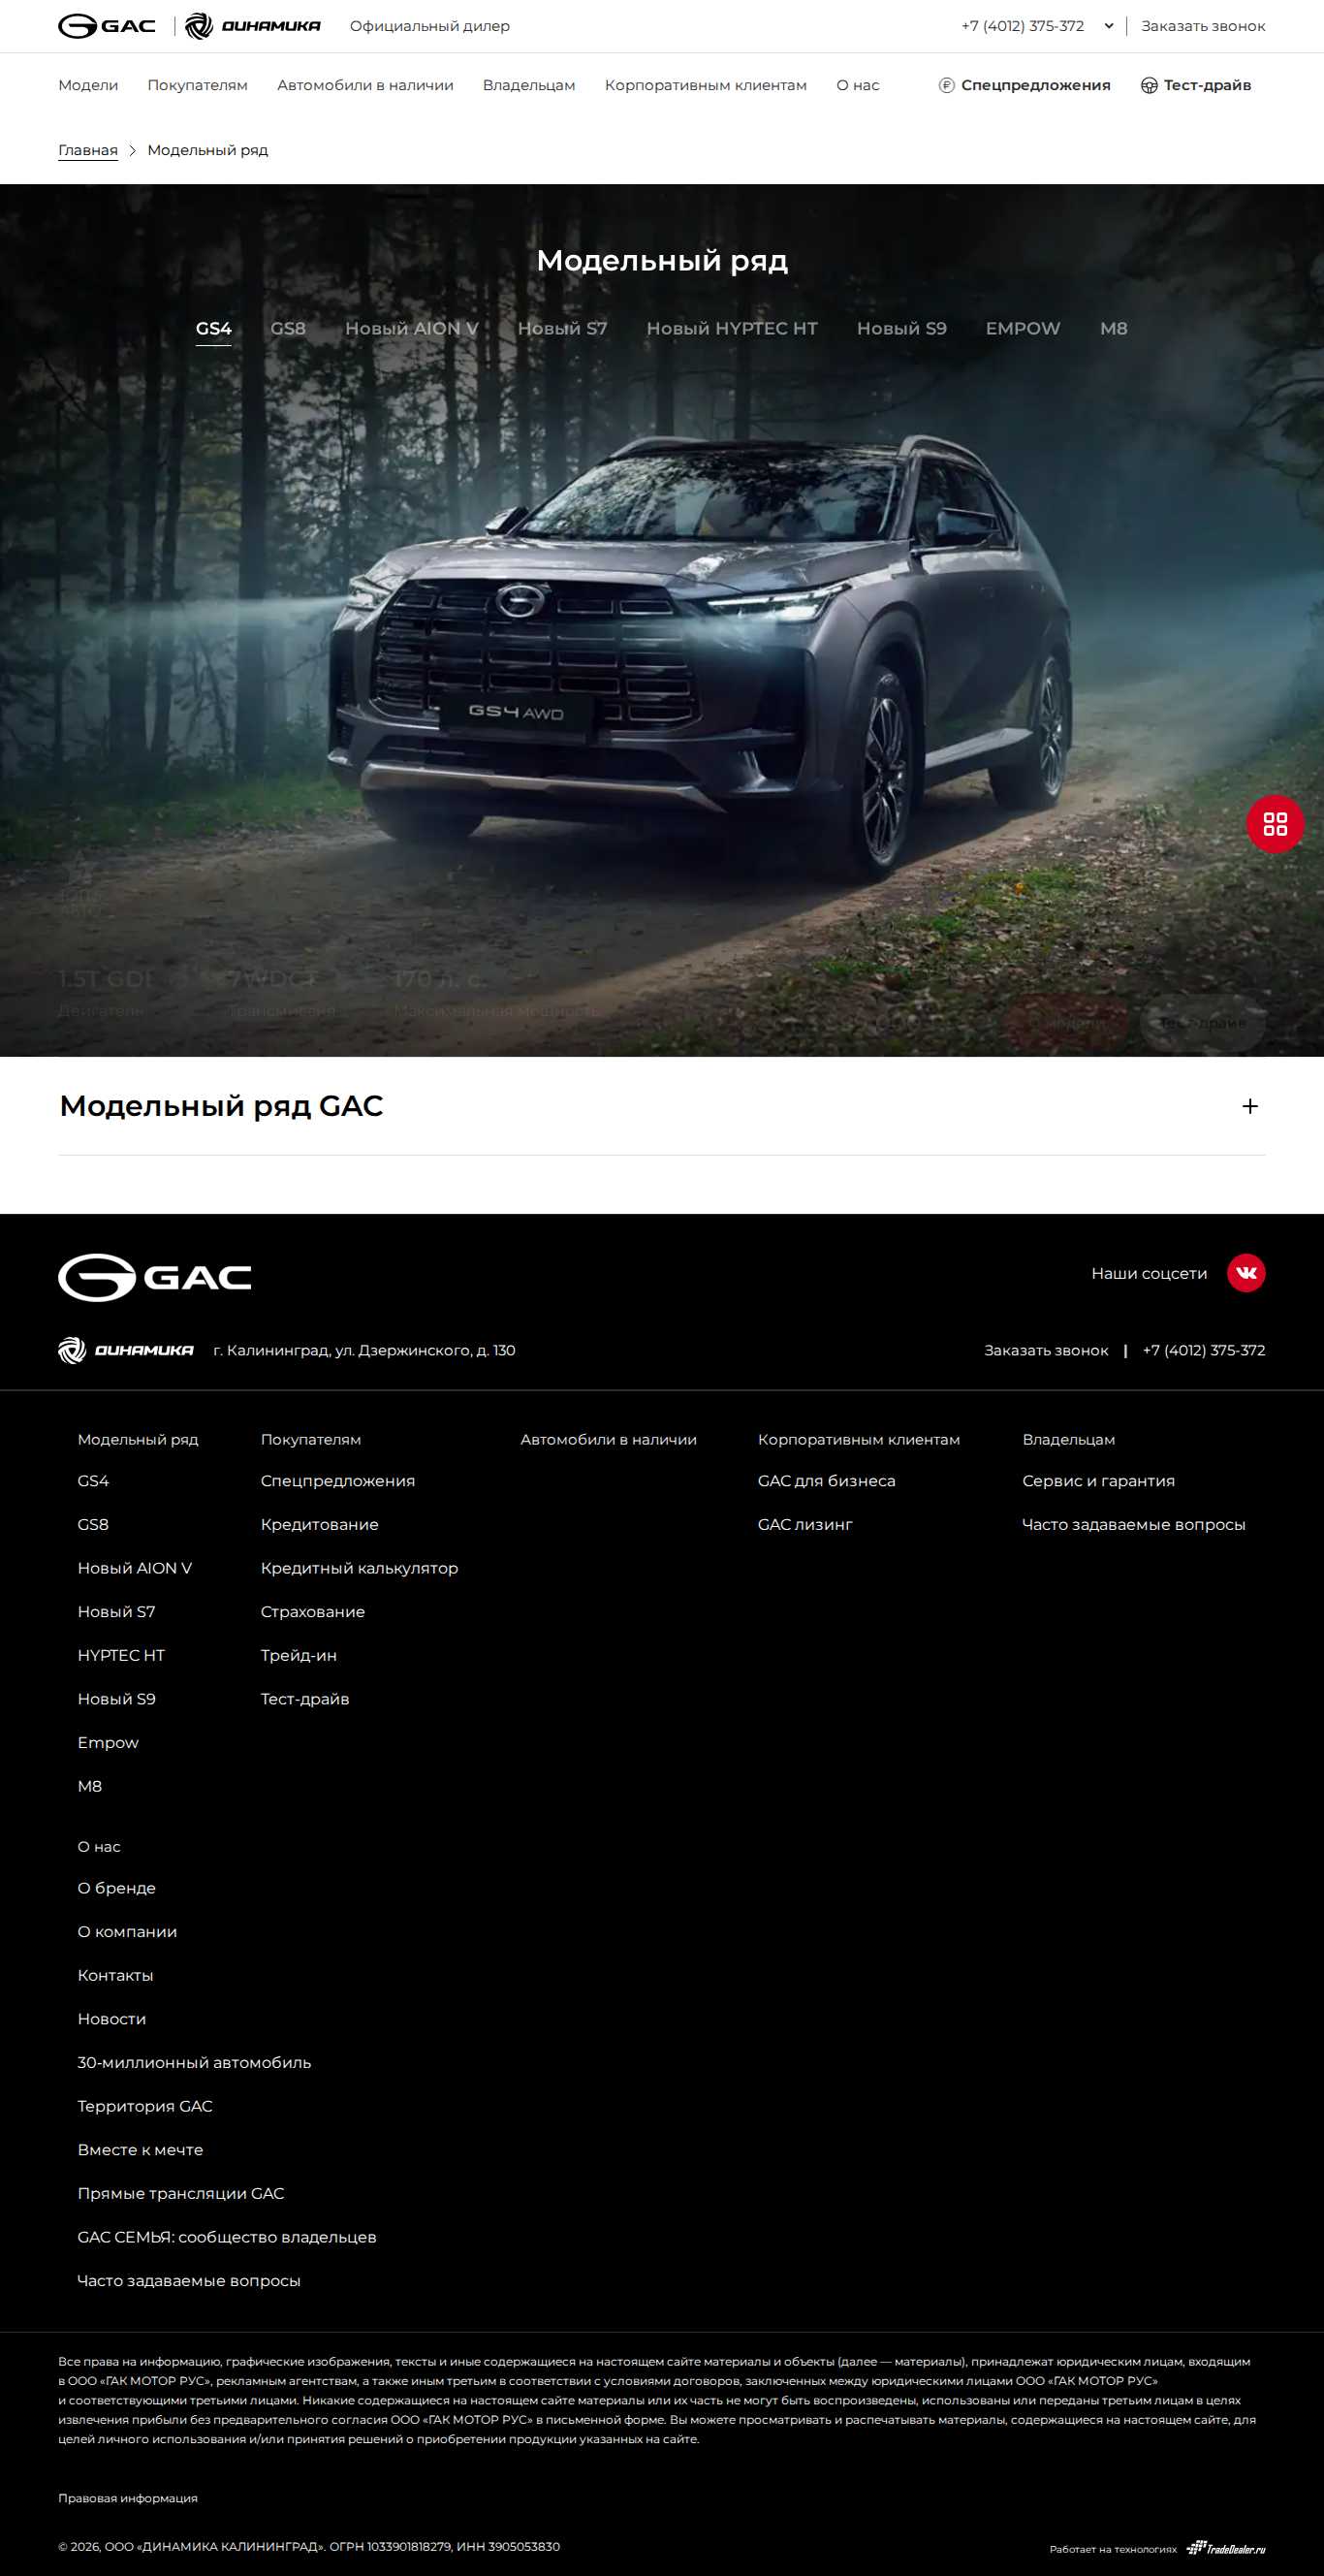 GAC ДИНАМИКА Официальный дилер +7 (4012) 375-372 Заказать звонок
Модели Покупателям Автомобили в наличии Владельцам Корпоративным клиентам О нас Спецпредложения Тест-драйв
Главная Модельный ряд
Модельный ряд
GS4 GS8 Новый AION V Новый S7 Новый HYPTEC HT Новый S9 EMPOW M8
GS4 AWD
1.5T GDI 7WDCT 170 л. с.
Двигатель Трансмиссия Максимальная мощность
Тест-драйв
Модельный ряд GAC
GAC
Наши соцсети
ДИНАМИКА г. Калининград, ул. Дзержинского, д. 130 Заказать звонок | +7 (4012) 375-372
Модельный ряд Покупателям Автомобили в наличии Корпоративным клиентам Владельцам
GS4 Спецпредложения GAC для бизнеса Сервис и гарантия
GS8 Кредитование GAC лизинг Часто задаваемые вопросы
Новый AION V Кредитный калькулятор
Новый S7 Страхование
HYPTEC HT Трейд-ин
Новый S9 Тест-драйв
Empow
M8
О нас
О бренде
О компании
Контакты
Новости
30-миллионный автомобиль
Территория GAC
Вместе к мечте
Прямые трансляции GAC
GAC СЕМЬЯ: сообщество владельцев
Часто задаваемые вопросы
Все права на информацию, графические изображения, тексты и иные содержащиеся на настоящем сайте материалы и объекты (далее — материалы), принадлежат юридическим лицам, входящим
в ООО «ГАК МОТОР РУС», рекламным агентствам, а также иным третьим в соответствии с условиями договоров, заключенных между юридическими лицами ООО «ГАК МОТОР РУС»
и соответствующими третьими лицами. Никакие содержащиеся на настоящем сайте материалы или их часть не могут быть воспроизведены, использованы или переданы третьим лицам в целях
извлечения прибыли без предварительного согласия ООО «ГАК МОТОР РУС» в письменной форме. Вы можете просматривать и распечатывать материалы, содержащиеся на настоящем сайте, для
целей личного использования и/или принятия решений о приобретении продукции указанных на сайте.
Правовая информация
© 2026, ООО «ДИНАМИКА КАЛИНИНГРАД». ОГРН 1033901818279, ИНН 3905053830
Работает на технологиях TradeDealer.ru